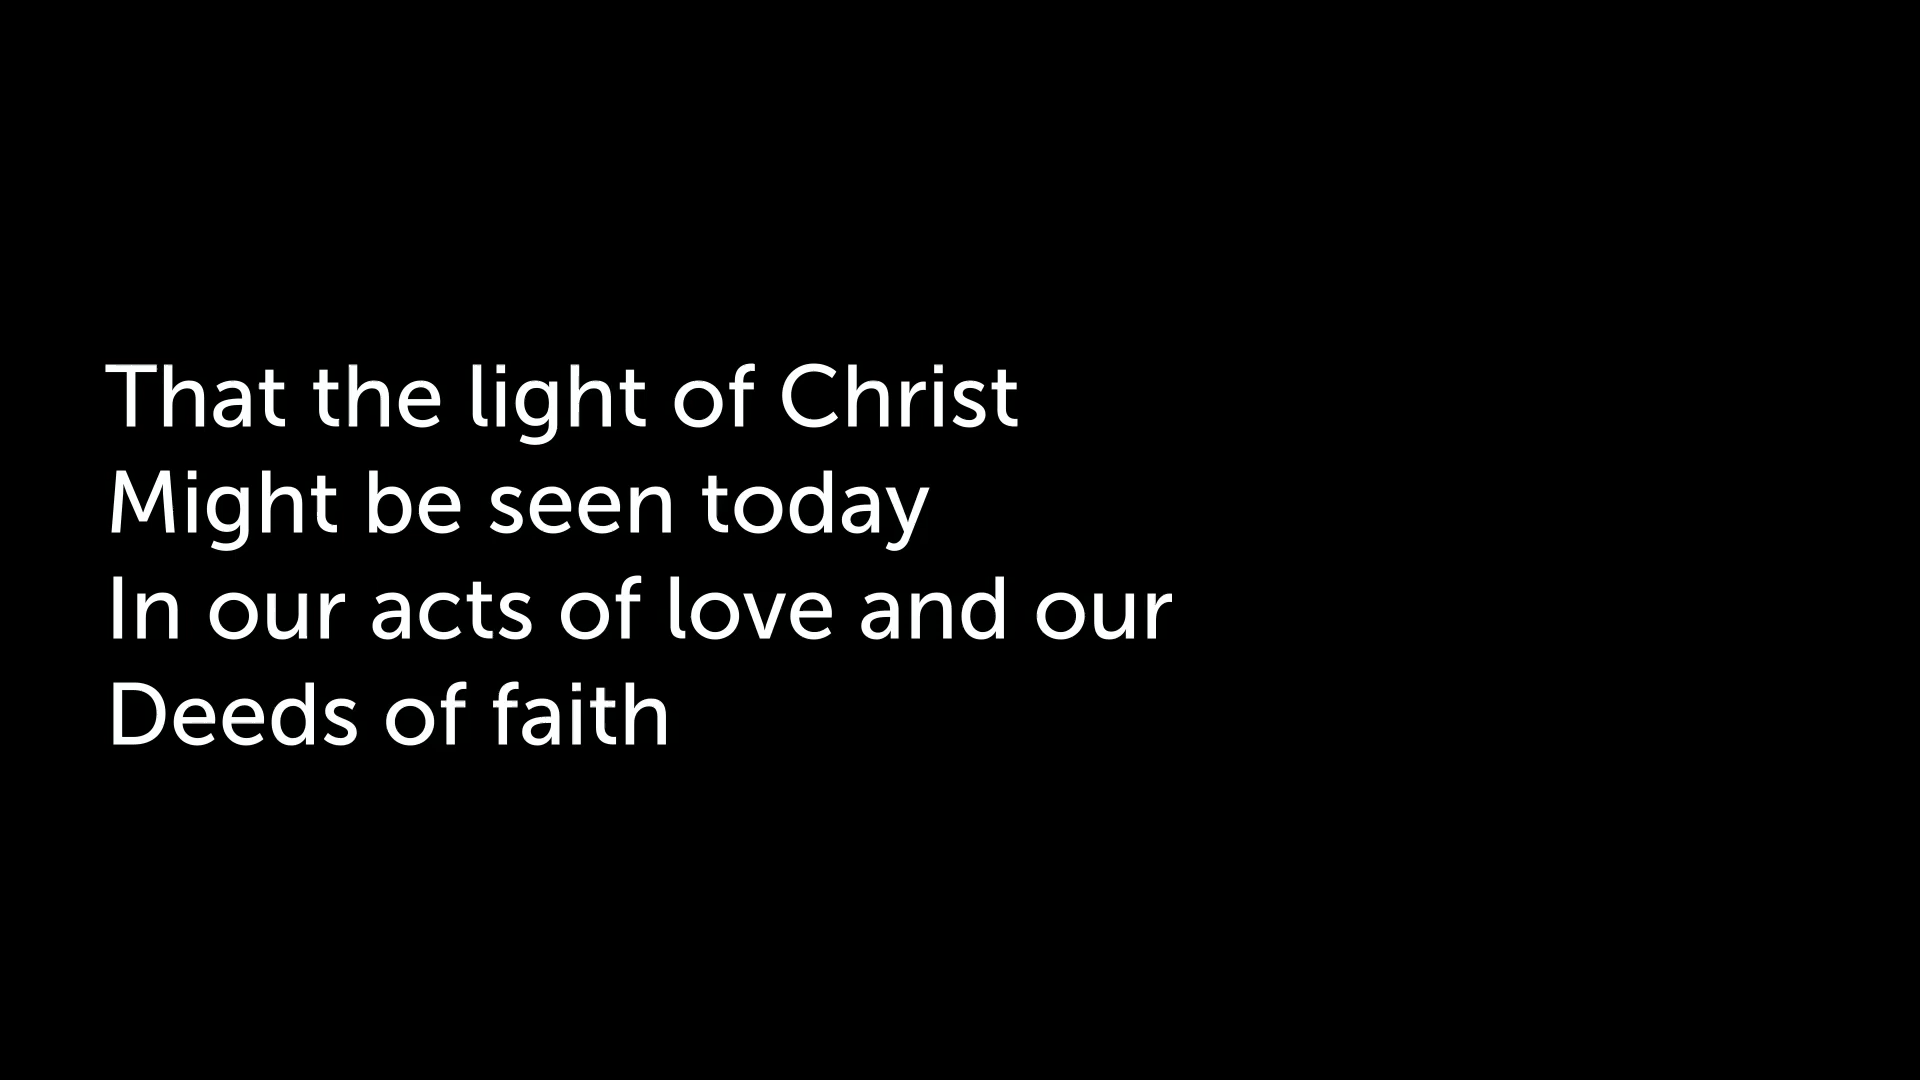 That the light of Christ
Might be seen today
In our acts of love and our
Deeds of faith